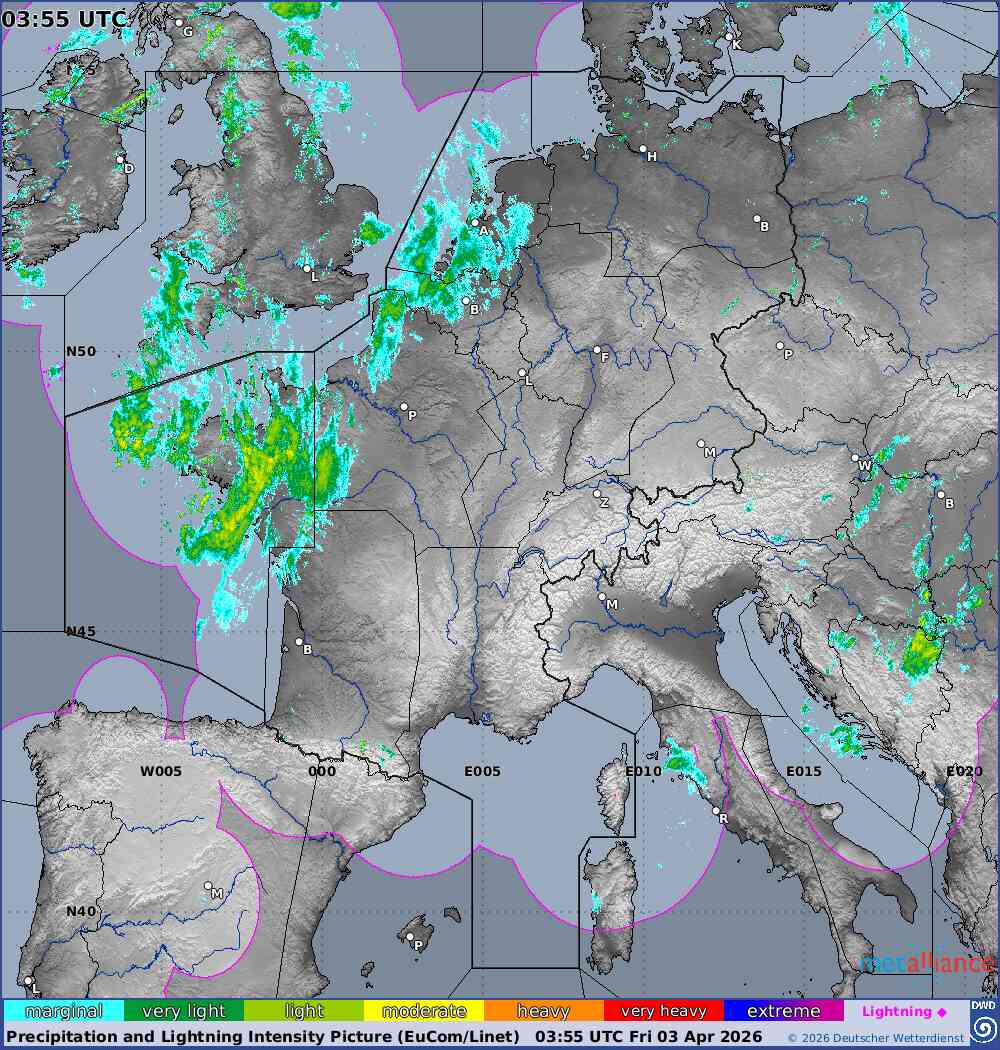 03:55 UTC
G
K
N55
H
D
B
A
L
B
N50
P
F
L
P
M
W
Z
B
M
N45
B
W005
000
E005
E010
E015
E020
R
M
N40
P
metalliance
L
marginal very light light moderate heavy very heavy extreme Lightning ◆ DWD
Precipitation and Lightning Intensity Picture (EuCom/Linet) 03:55 UTC Fri 03 Apr 2026 © 2026 Deutscher Wetterdienst